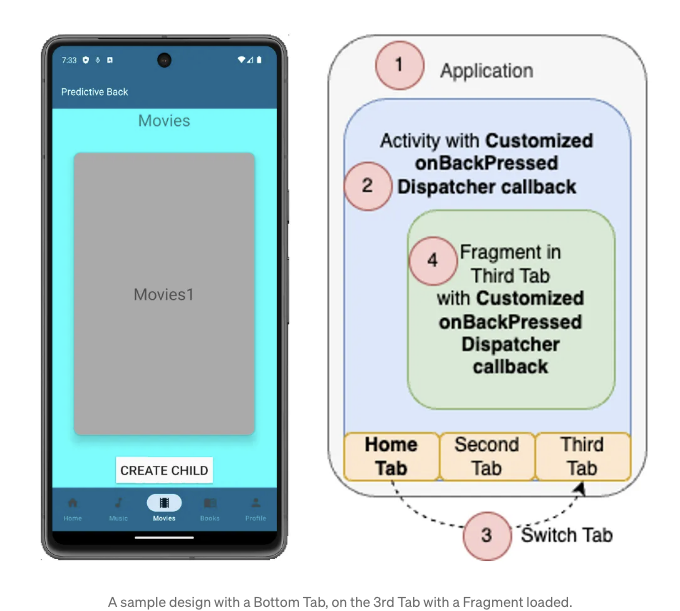 7:33
Predictive Back
Movies
Movies1
CREATE CHILD
Home Music Movies Books Profile
1 Application
Activity with Customized
onBackPressed
2 Dispatcher callback
4 Fragment in
Third Tab
with Customized
onBackPressed
Dispatcher
callback
Home Second Third
Tab Tab Tab
3 Switch Tab
A sample design with a Bottom Tab, on the 3rd Tab with a Fragment loaded.